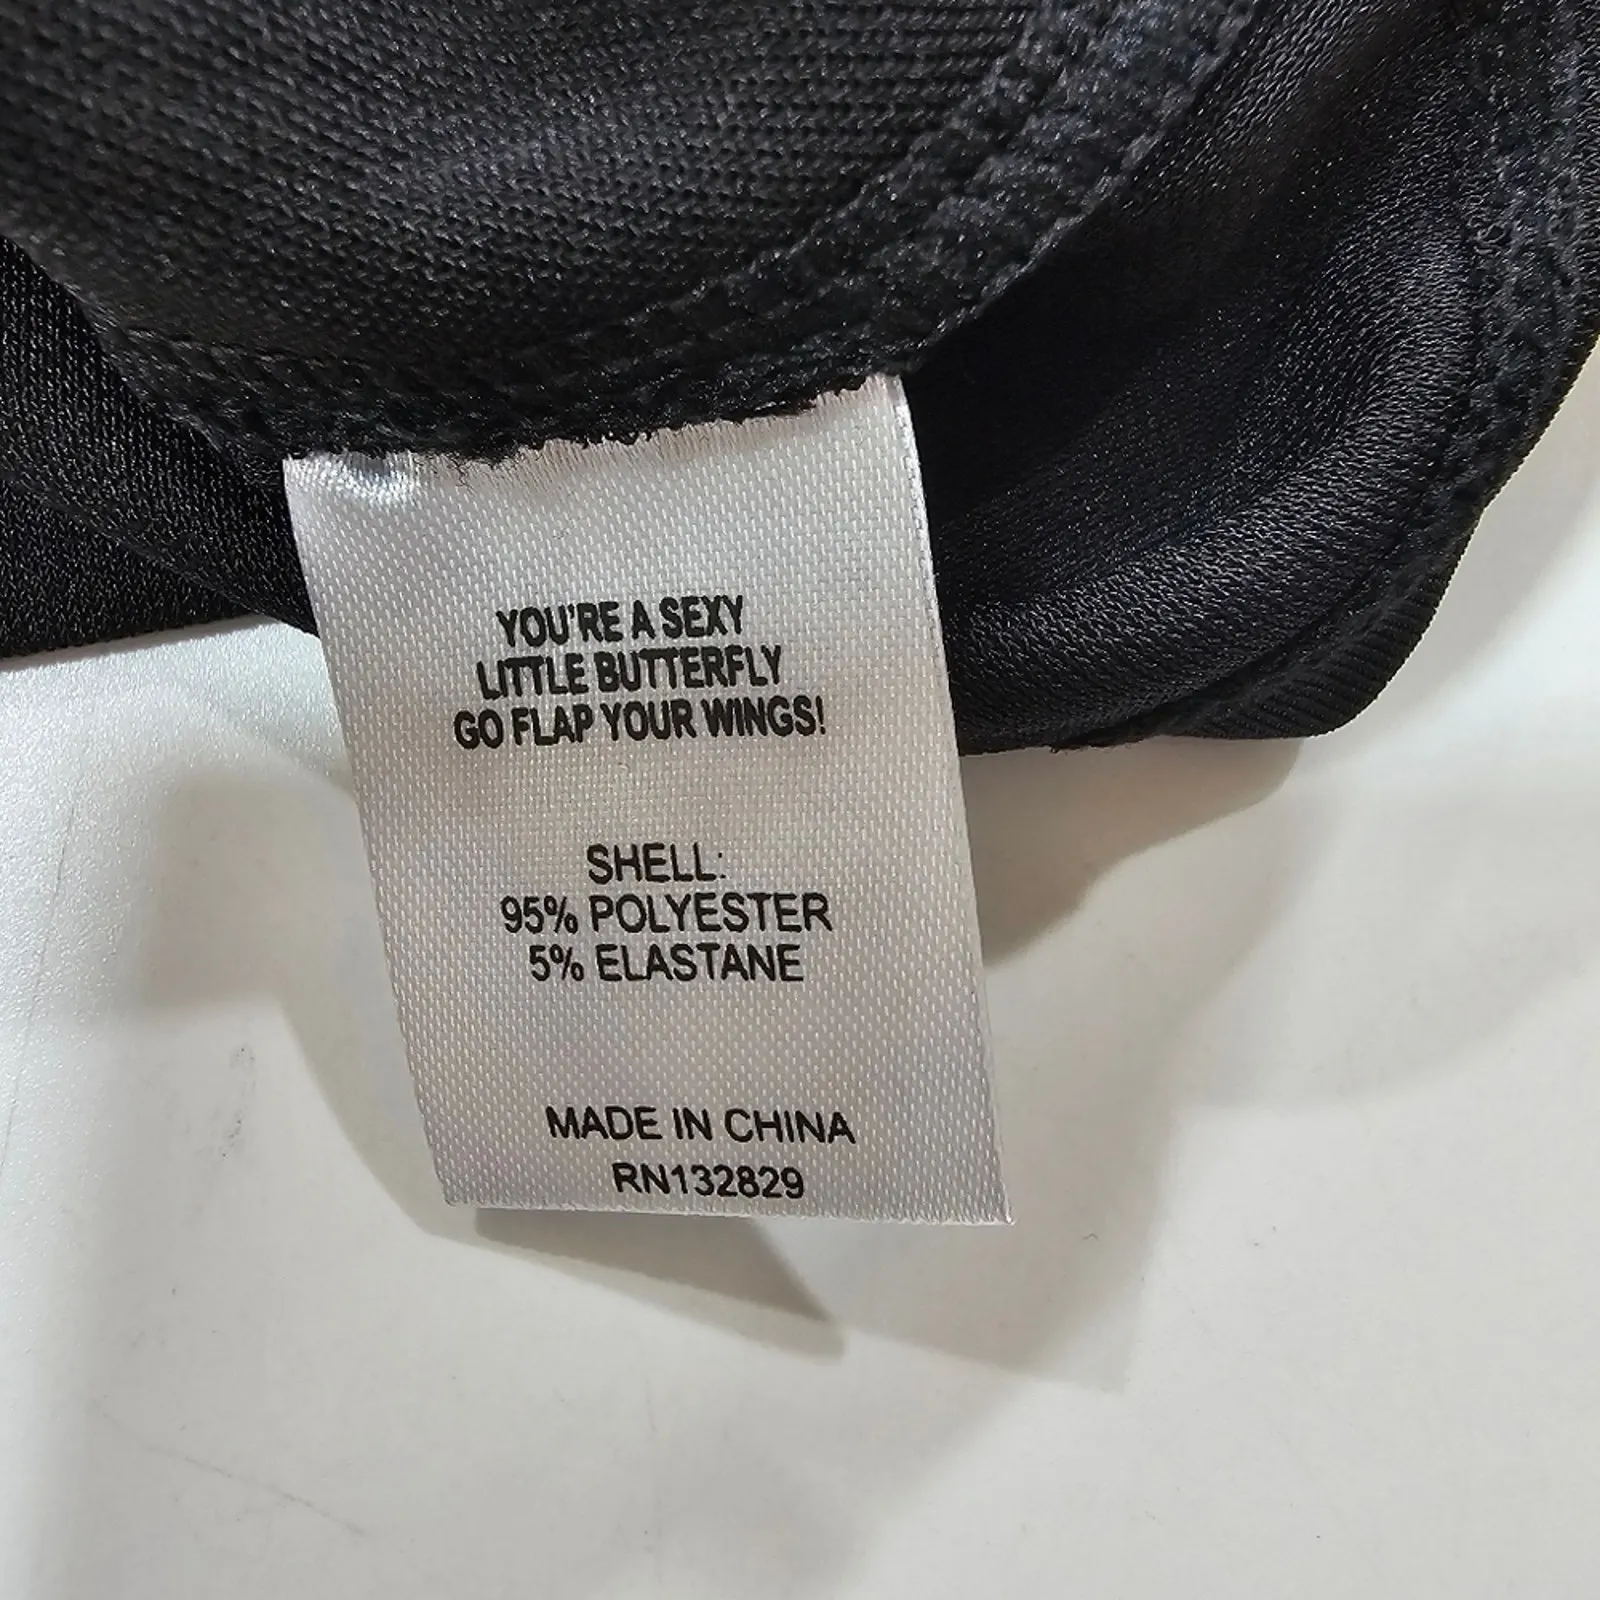 YOU'RE A SEXY
LITTLE BUTTERFLY
GO FLAP YOUR WINGS!
SHELL:
95% POLYESTER
5% ELASTANE
MADE IN CHINA
RN132829